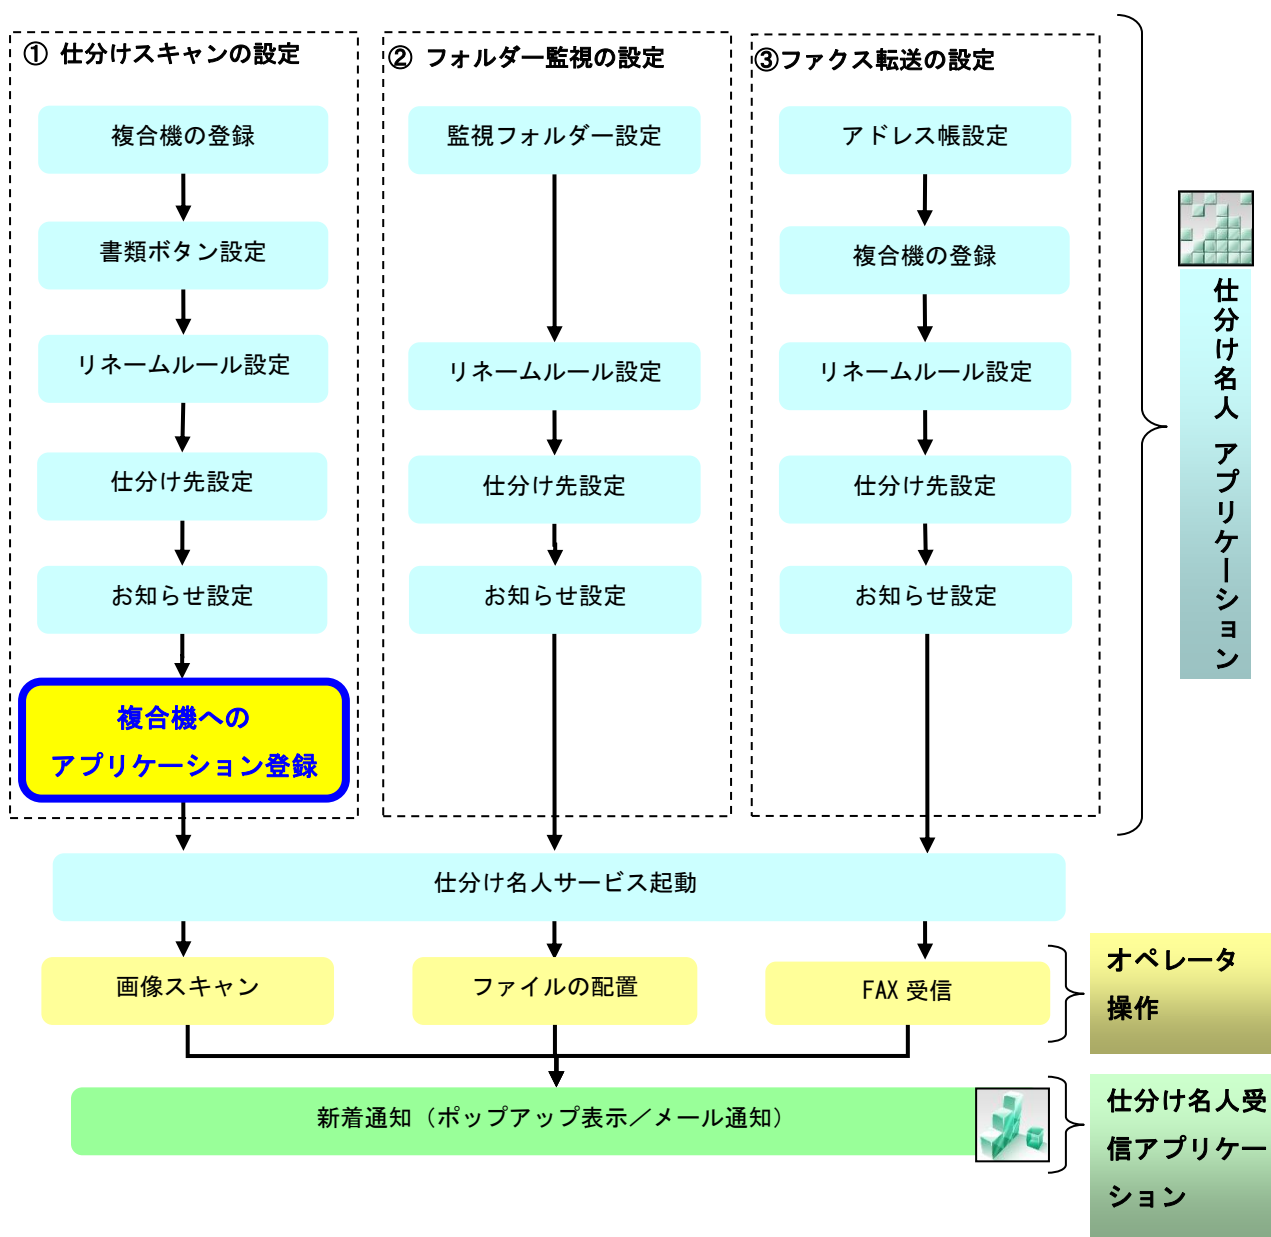 ① 仕分けスキャンの設定
複合機の登録
書類ボタン設定
リネームルール設定
仕分け先設定
お知らせ設定
複合機への
アプリケーション登録
② フォルダー監視の設定
監視フォルダー設定
リネームルール設定
仕分け先設定
お知らせ設定
③ファクス転送の設定
アドレス帳設定
複合機の登録
リネームルール設定
仕分け先設定
お知らせ設定
仕分け名人 アプリケーション
仕分け名人サービス起動
画像スキャン
ファイルの配置
FAX 受信
オペレータ
操作
新着通知（ポップアップ表示／メール通知）
仕分け名人受
信アプリケー
ション